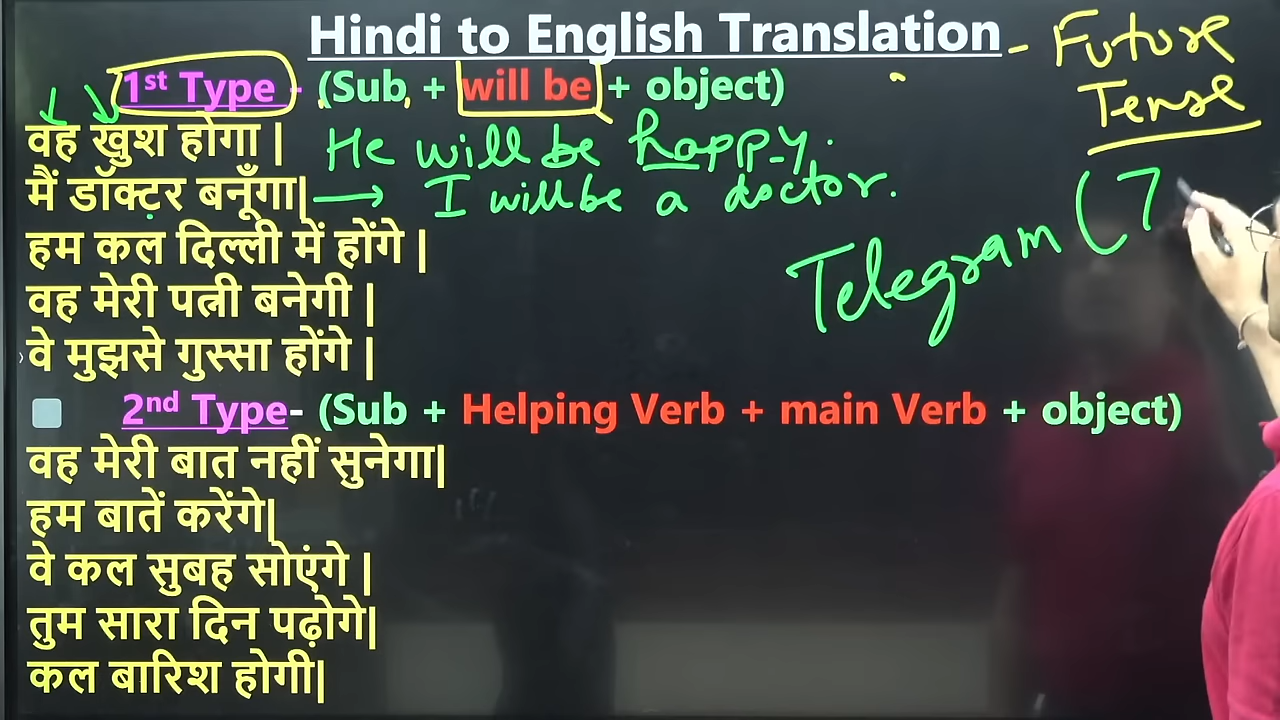 Hindi to English Translation - Future
Tense
1st Type - (Sub + will be + object)
वह खुश होगा | He will be happy.
मैं डॉक्टर बनूँगा| → I will be a doctor.
Telegram (7
हम कल दिल्ली में होंगे |
वह मेरी पत्नी बनेगी |
वे मुझसे गुस्सा होंगे |
2nd Type- (Sub + Helping Verb + main Verb + object)
वह मेरी बात नहीं सुनेगा|
हम बातें करेंगे|
वे कल सुबह सोएंगे |
तुम सारा दिन पढ़ोगे|
कल बारिश होगी|